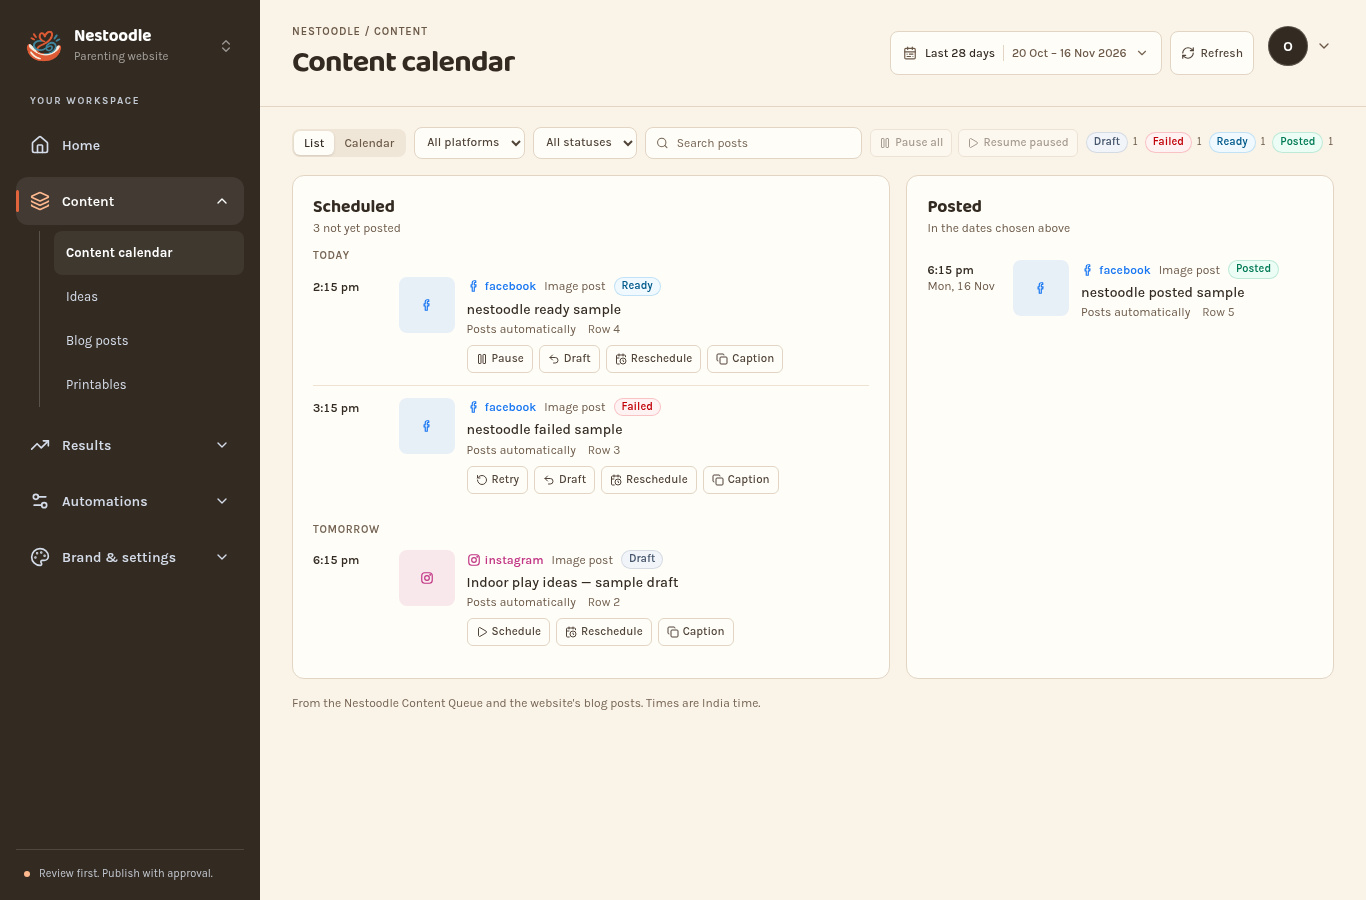 Nestoodle
Parenting website
YOUR WORKSPACE
Home
Content
Content calendar
Ideas
Blog posts
Printables
Results
Automations
Brand & settings
Review first. Publish with approval.
NESTOODLE / CONTENT
Content calendar
Last 28 days 20 Oct – 16 Nov 2026
Refresh
O
List Calendar All platforms All statuses Search posts Pause all Resume paused Draft 1 Failed 1 Ready 1 Posted 1
Scheduled
3 not yet posted
TODAY
2:15 pm
facebook Image post Ready
nestoodle ready sample
Posts automatically Row 4
Pause Draft Reschedule Caption
3:15 pm
facebook Image post Failed
nestoodle failed sample
Posts automatically Row 3
Retry Draft Reschedule Caption
TOMORROW
6:15 pm
instagram Image post Draft
Indoor play ideas — sample draft
Posts automatically Row 2
Schedule Reschedule Caption
Posted
In the dates chosen above
6:15 pm
Mon, 16 Nov
facebook Image post Posted
nestoodle posted sample
Posts automatically Row 5
From the Nestoodle Content Queue and the website's blog posts. Times are India time.